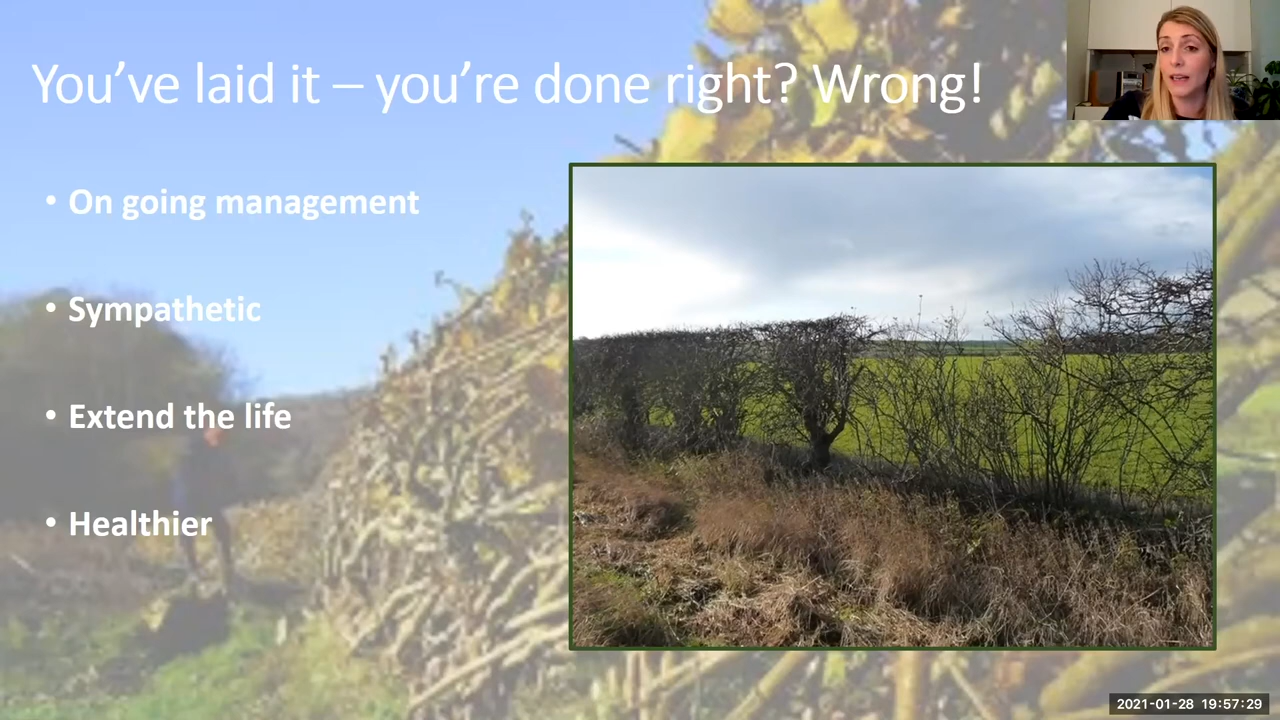 You’ve laid it – you’re done right? Wrong!
• On going management
• Sympathetic
• Extend the life
• Healthier
2021-01-28 19:57:29